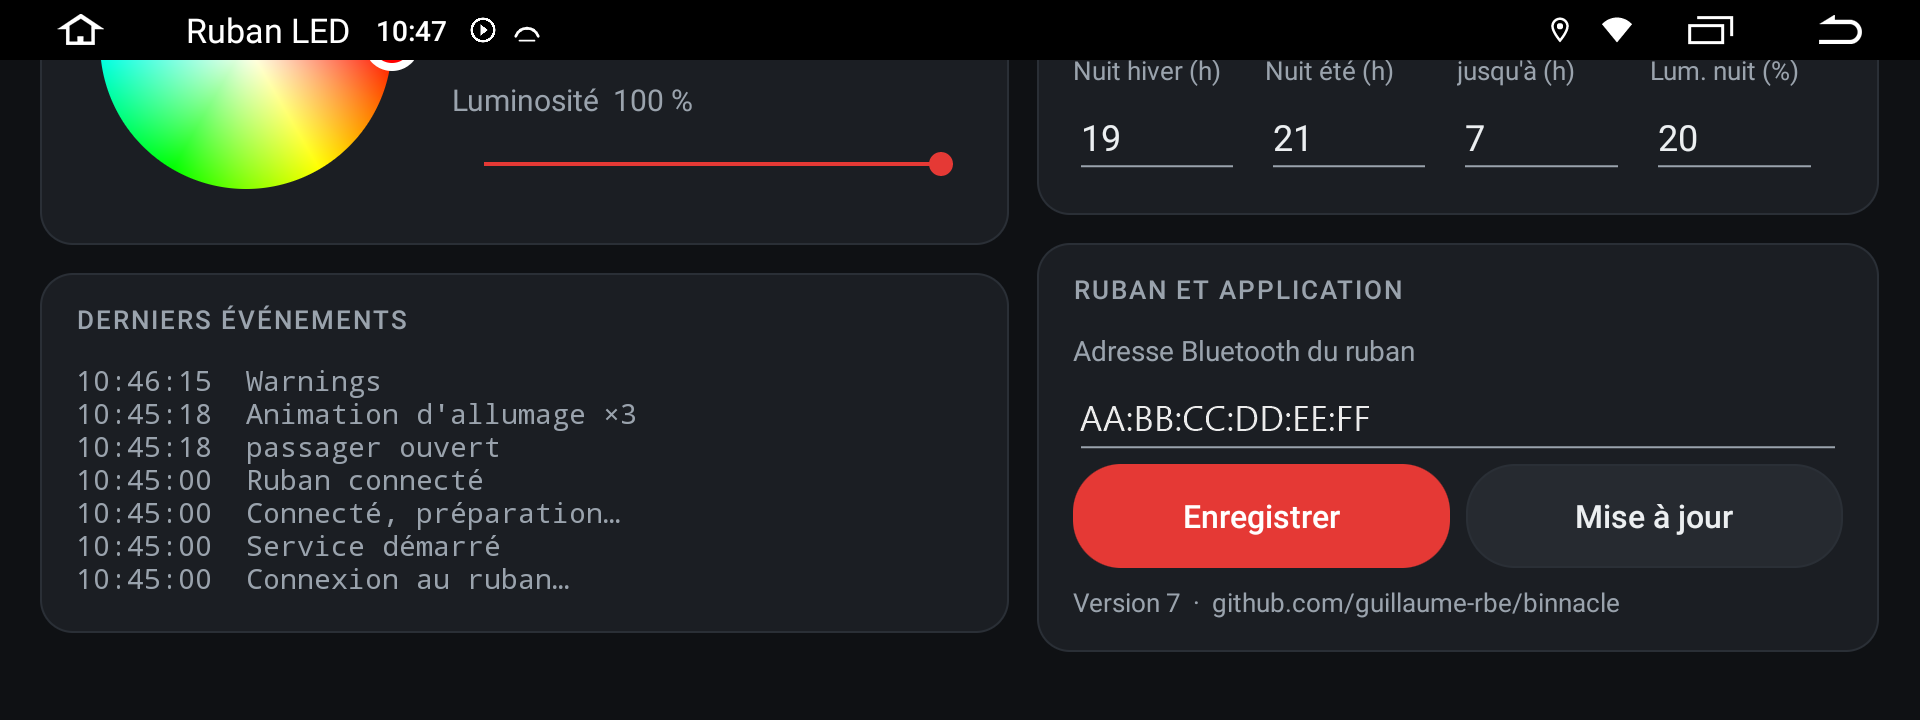 Ruban LED 10:47
Luminosité 100 %
Nuit hiver (h) Nuit été (h) jusqu'à (h) Lum. nuit (%)
19 21 7 20
DERNIERS ÉVÉNEMENTS
10:46:15 Warnings
10:45:18 Animation d'allumage ×3
10:45:18 passager ouvert
10:45:00 Ruban connecté
10:45:00 Connecté, préparation…
10:45:00 Service démarré
10:45:00 Connexion au ruban…
RUBAN ET APPLICATION
Adresse Bluetooth du ruban
AA:BB:CC:DD:EE:FF
Enregistrer Mise à jour
Version 7 · github.com/guillaume-rbe/binnacle